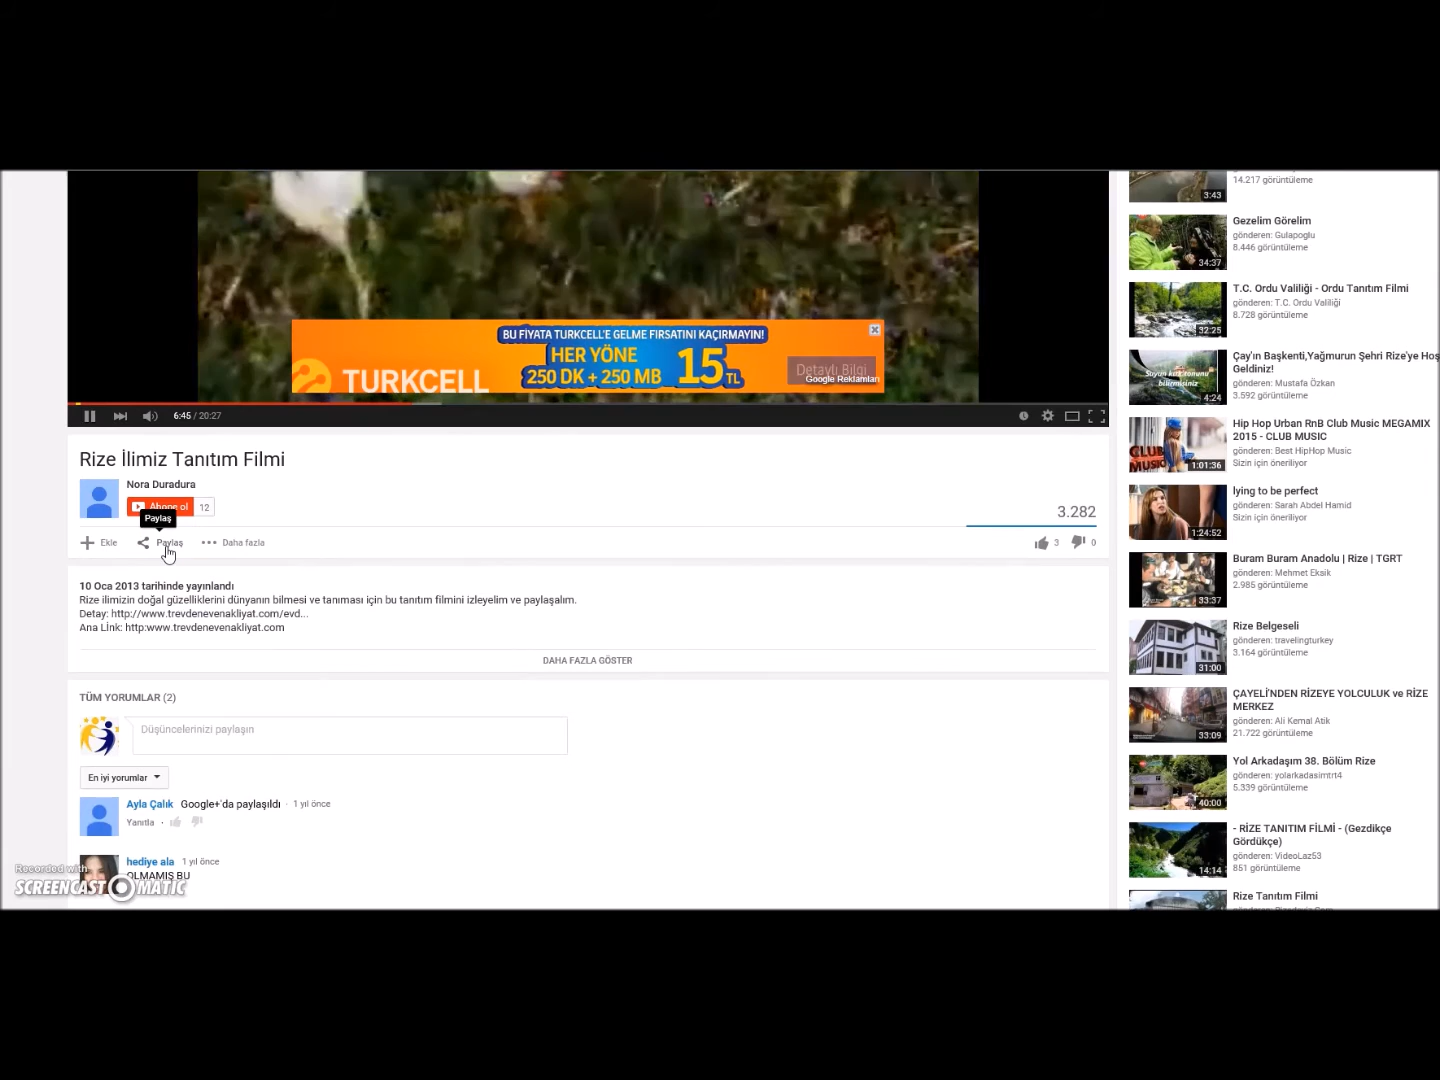 BU FİYATA TURKCELL'E GELME FIRSATINI KAÇIRMAYIN!
HER YÖNE
250 DK + 250 MB
15 TL
TURKCELL
Detaylı Bilgi
Google Reklamları
6:45 / 20:27
Rize İlimiz Tanıtım Filmi
Nora Duradura
Abone ol 12
Paylaş
3.282
Ekle Paylaş Daha fazla
3 0
10 Oca 2013 tarihinde yayınlandı
Rize ilimizin doğal güzelliklerini dünyanın bilmesi ve tanıması için bu tanıtım filmini izleyelim ve paylaşalım.
Detay: http://www.trevdenevenakliyat.com/evd...
Ana Link: http:www.trevdenevenakliyat.com
DAHA FAZLA GÖSTER
TÜM YORUMLAR (2)
Düşüncelerinizi paylaşın
En iyi yorumlar
Ayla Çalık Google+'da paylaşıldı · 1 yıl önce
Yanıtla ·
hediye ala 1 yıl önce
OLMAMIŞ BU
Recorded with
SCREENCAST-O-MATIC
14.217 görüntüleme
3:43
Gezelim Görelim
gönderen: Gulapoglu
8.446 görüntüleme
34:37
T.C. Ordu Valiliği - Ordu Tanıtım Filmi
gönderen: T.C. Ordu Valiliği
8.728 görüntüleme
32:25
Çay'ın Başkenti,Yağmurun Şehri Rize'ye Hoş
Geldiniz!
gönderen: Mustafa Özkan
3.592 görüntüleme
4:24
Hip Hop Urban RnB Club Music MEGAMIX
2015 - CLUB MUSIC
gönderen: Best HipHop Music
Sizin için öneriliyor
CLUB
MUSIC
1:01:36
lying to be perfect
gönderen: Sarah Abdel Hamid
Sizin için öneriliyor
1:24:52
Buram Buram Anadolu | Rize | TGRT
gönderen: Mehmet Eksik
2.985 görüntüleme
33:37
Rize Belgeseli
gönderen: travelingturkey
3.164 görüntüleme
31:00
ÇAYELİ'NDEN RİZEYE YOLCULUK ve RİZE
MERKEZ
gönderen: Ali Kemal Atik
21.722 görüntüleme
33:09
Yol Arkadaşım 38. Bölüm Rize
gönderen: yolarkadasimtrt4
5.339 görüntüleme
40:00
- RİZE TANITIM FİLMİ - (Gezdikçe
Gördükçe)
gönderen: VideoLaz53
851 görüntüleme
14:14
Rize Tanıtım Filmi